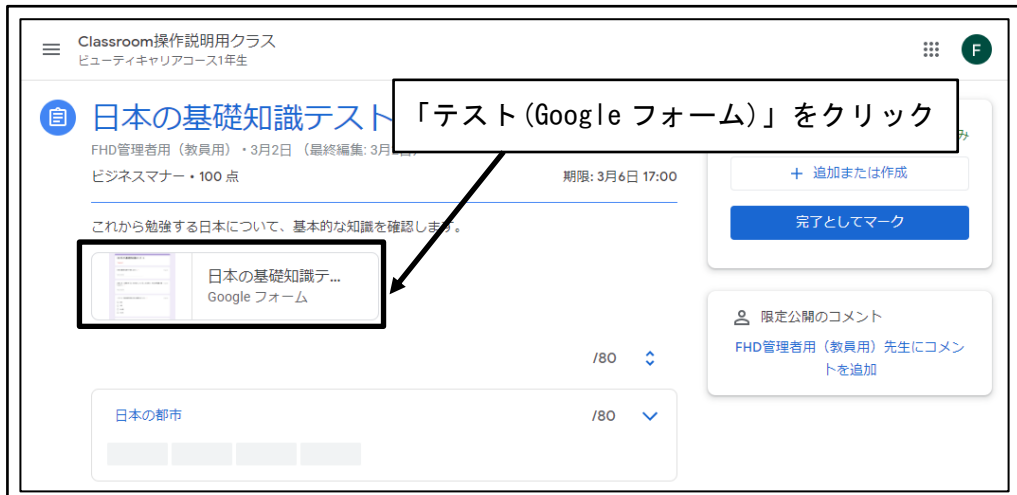 Classroom操作説明用クラス
ビューティキャリアコース1年生
F
「テスト(Google フォーム)」をクリック
日本の基礎知識テスト
FHD管理者用（教員用）・3月2日 （最終編集: 3月
ビジネスマナー・100 点
期限: 3月6日 17:00
これから勉強する日本について、基本的な知識を確認します。
日本の基礎知識テ...
Google フォーム
/80
日本の都市
/80
み
+ 追加または作成
完了としてマーク
限定公開のコメント
FHD管理者用（教員用）先生にコメン
トを追加